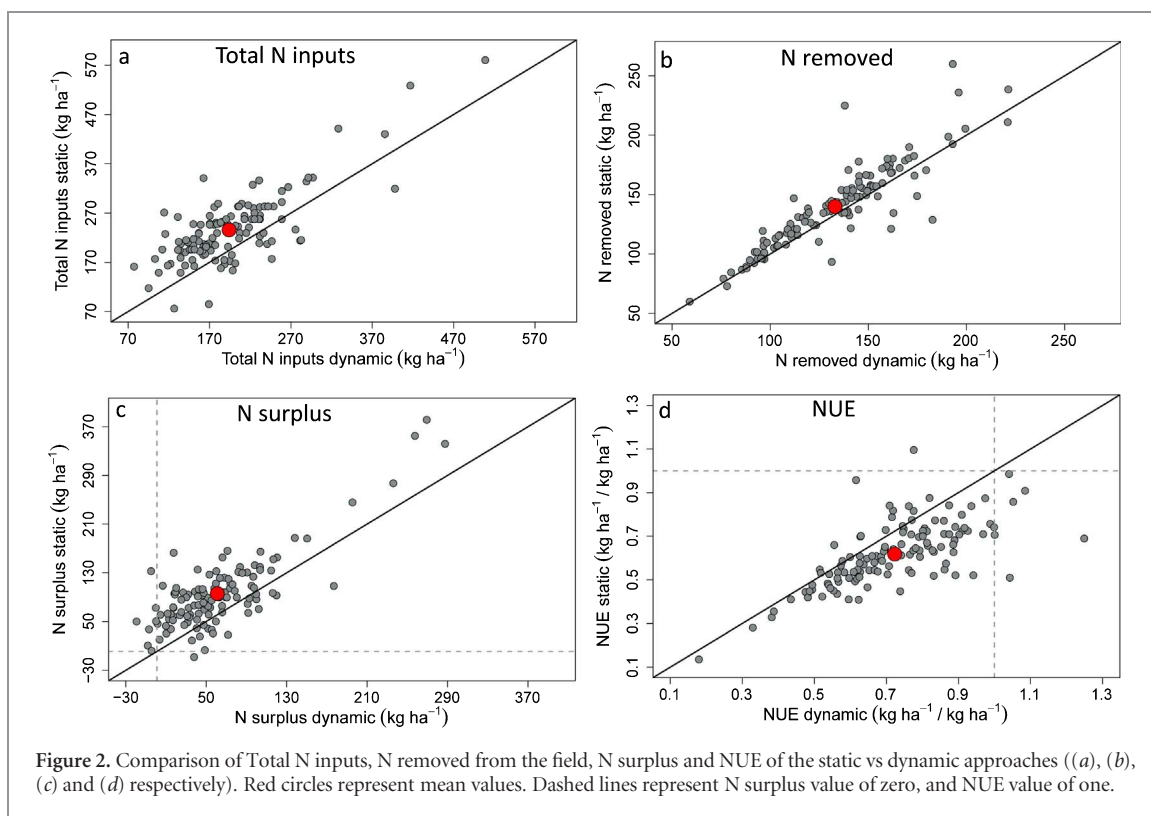 a
Total N inputs
Total N inputs static (kg ha⁻¹)
570
470
370
270
170
70
70 170 270 370 470 570
Total N inputs dynamic (kg ha⁻¹)
b
N removed
N removed static (kg ha⁻¹)
250
200
150
100
50
50 100 150 200 250
N removed dynamic (kg ha⁻¹)
c
N surplus
N surplus static (kg ha⁻¹)
370
290
210
130
50
−30
−30 50 130 210 290 370
N surplus dynamic (kg ha⁻¹)
d
NUE
NUE static (kg ha⁻¹ / kg ha⁻¹)
1.3
1.1
0.9
0.7
0.5
0.3
0.1
0.1 0.3 0.5 0.7 0.9 1.1 1.3
NUE dynamic (kg ha⁻¹ / kg ha⁻¹)
Figure 2. Comparison of Total N inputs, N removed from the field, N surplus and NUE of the static vs dynamic approaches ((a), (b),
(c) and (d) respectively). Red circles represent mean values. Dashed lines represent N surplus value of zero, and NUE value of one.